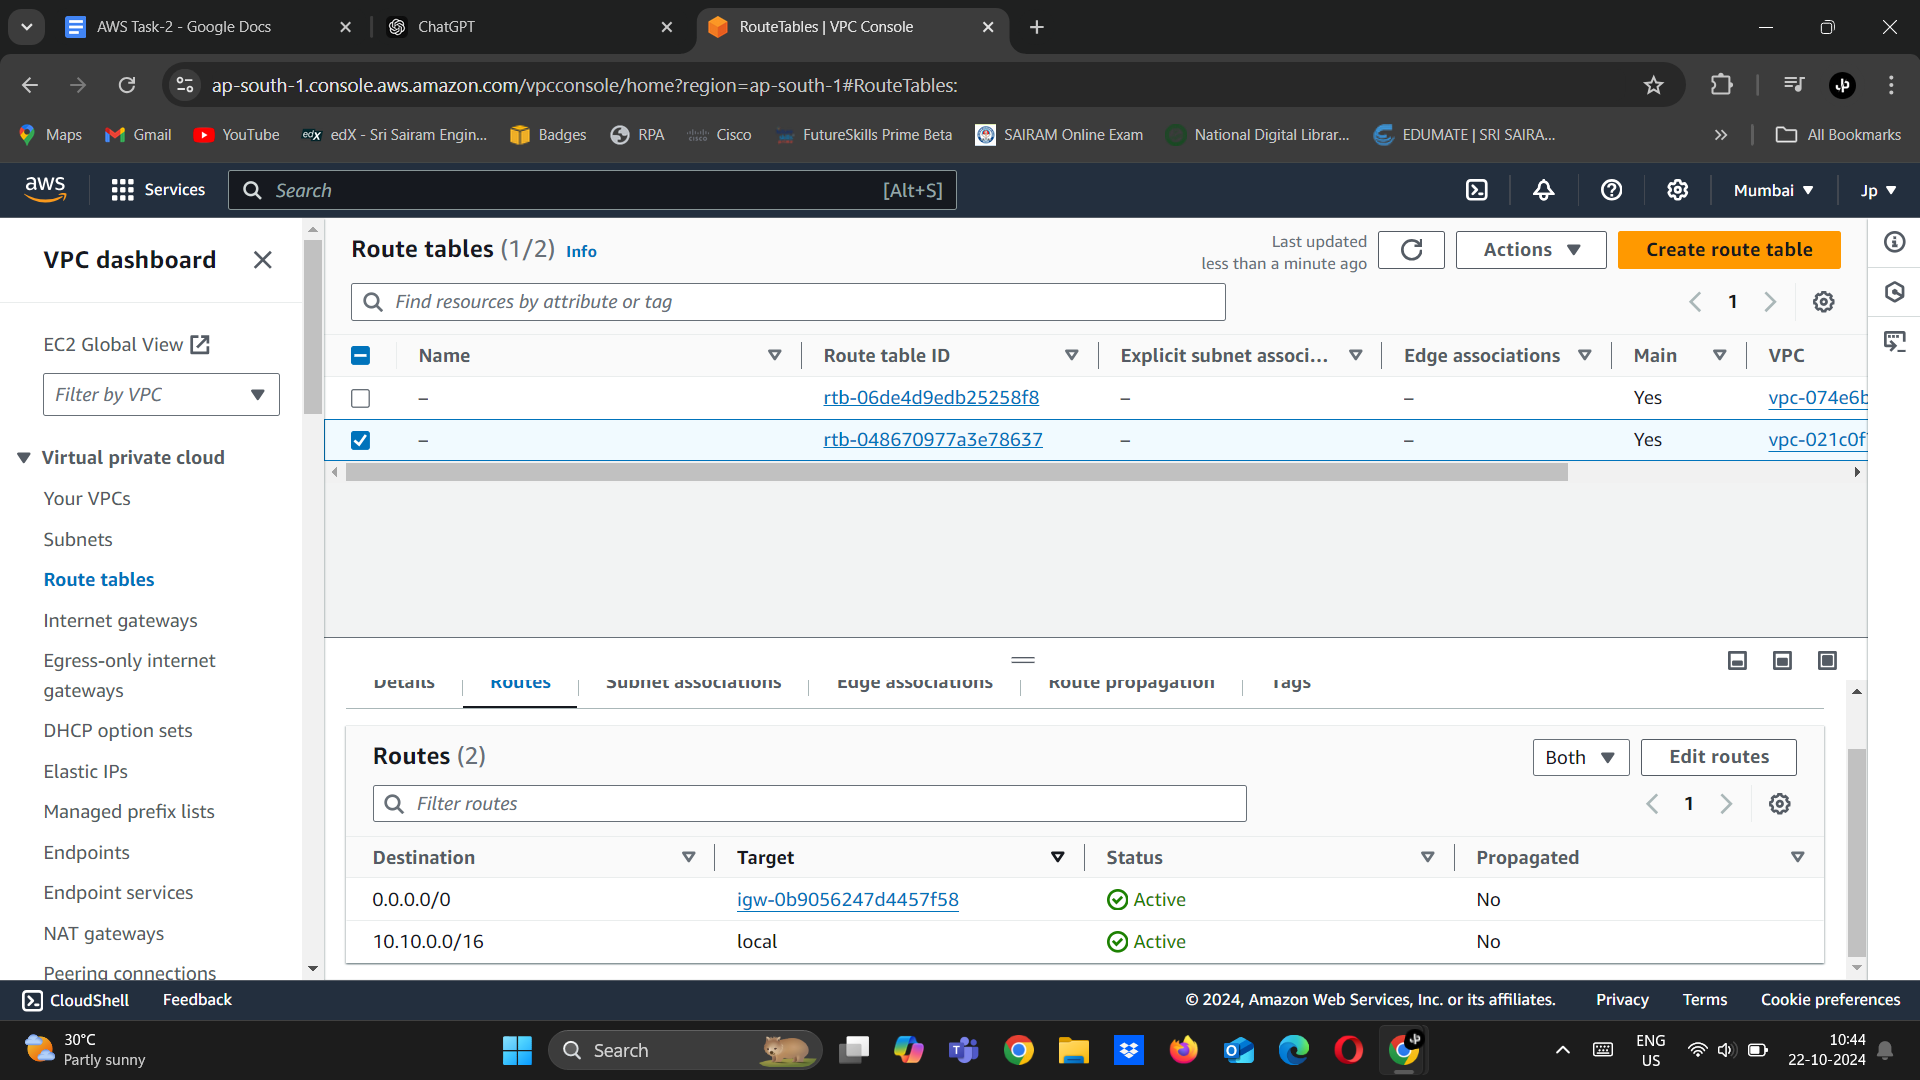 AWS Task-2 - Google Docs
ChatGPT
RouteTables | VPC Console
ap-south-1.console.aws.amazon.com/vpcconsole/home?region=ap-south-1#RouteTables:
Maps
Gmail
YouTube
edX edX - Sri Sairam Engin...
Badges
RPA
Cisco
FutureSkills Prime Beta
SAIRAM Online Exam
National Digital Librar...
EDUMATE | SRI SAIRA...
All Bookmarks
aws
Services
Search
[Alt+S]
Mumbai
Jp
VPC dashboard
EC2 Global View
Filter by VPC
Virtual private cloud
Your VPCs
Subnets
Route tables
Internet gateways
Egress-only internet
gateways
DHCP option sets
Elastic IPs
Managed prefix lists
Endpoints
Endpoint services
NAT gateways
Peering connections
Route tables (1/2) Info
Last updated
less than a minute ago
Actions
Create route table
Find resources by attribute or tag
1
Name Route table ID Explicit subnet associ... Edge associations Main VPC
– rtb-06de4d9edb25258f8 – – Yes vpc-074e6b
– rtb-048670977a3e78637 – – Yes vpc-021c0f
Details Routes Subnet associations Edge associations Route propagation Tags
Routes (2)
Both
Edit routes
Filter routes
1
Destination Target Status Propagated
0.0.0.0/0 igw-0b9056247d4457f58 Active No
10.10.0.0/16 local Active No
CloudShell Feedback
© 2024, Amazon Web Services, Inc. or its affiliates. Privacy Terms Cookie preferences
30°C
Partly sunny
Search
ENG
US
10:44
22-10-2024